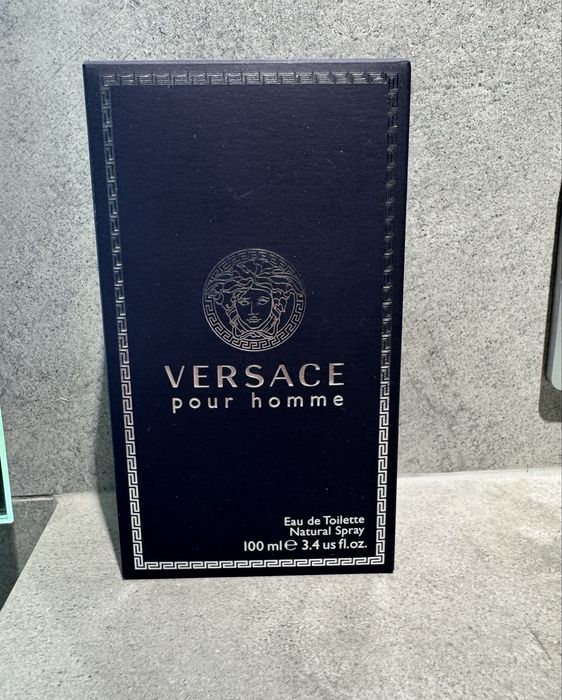 VERSACE
pour homme
Eau de Toilette
Natural Spray
100 ml ℮ 3.4 us fl.oz.